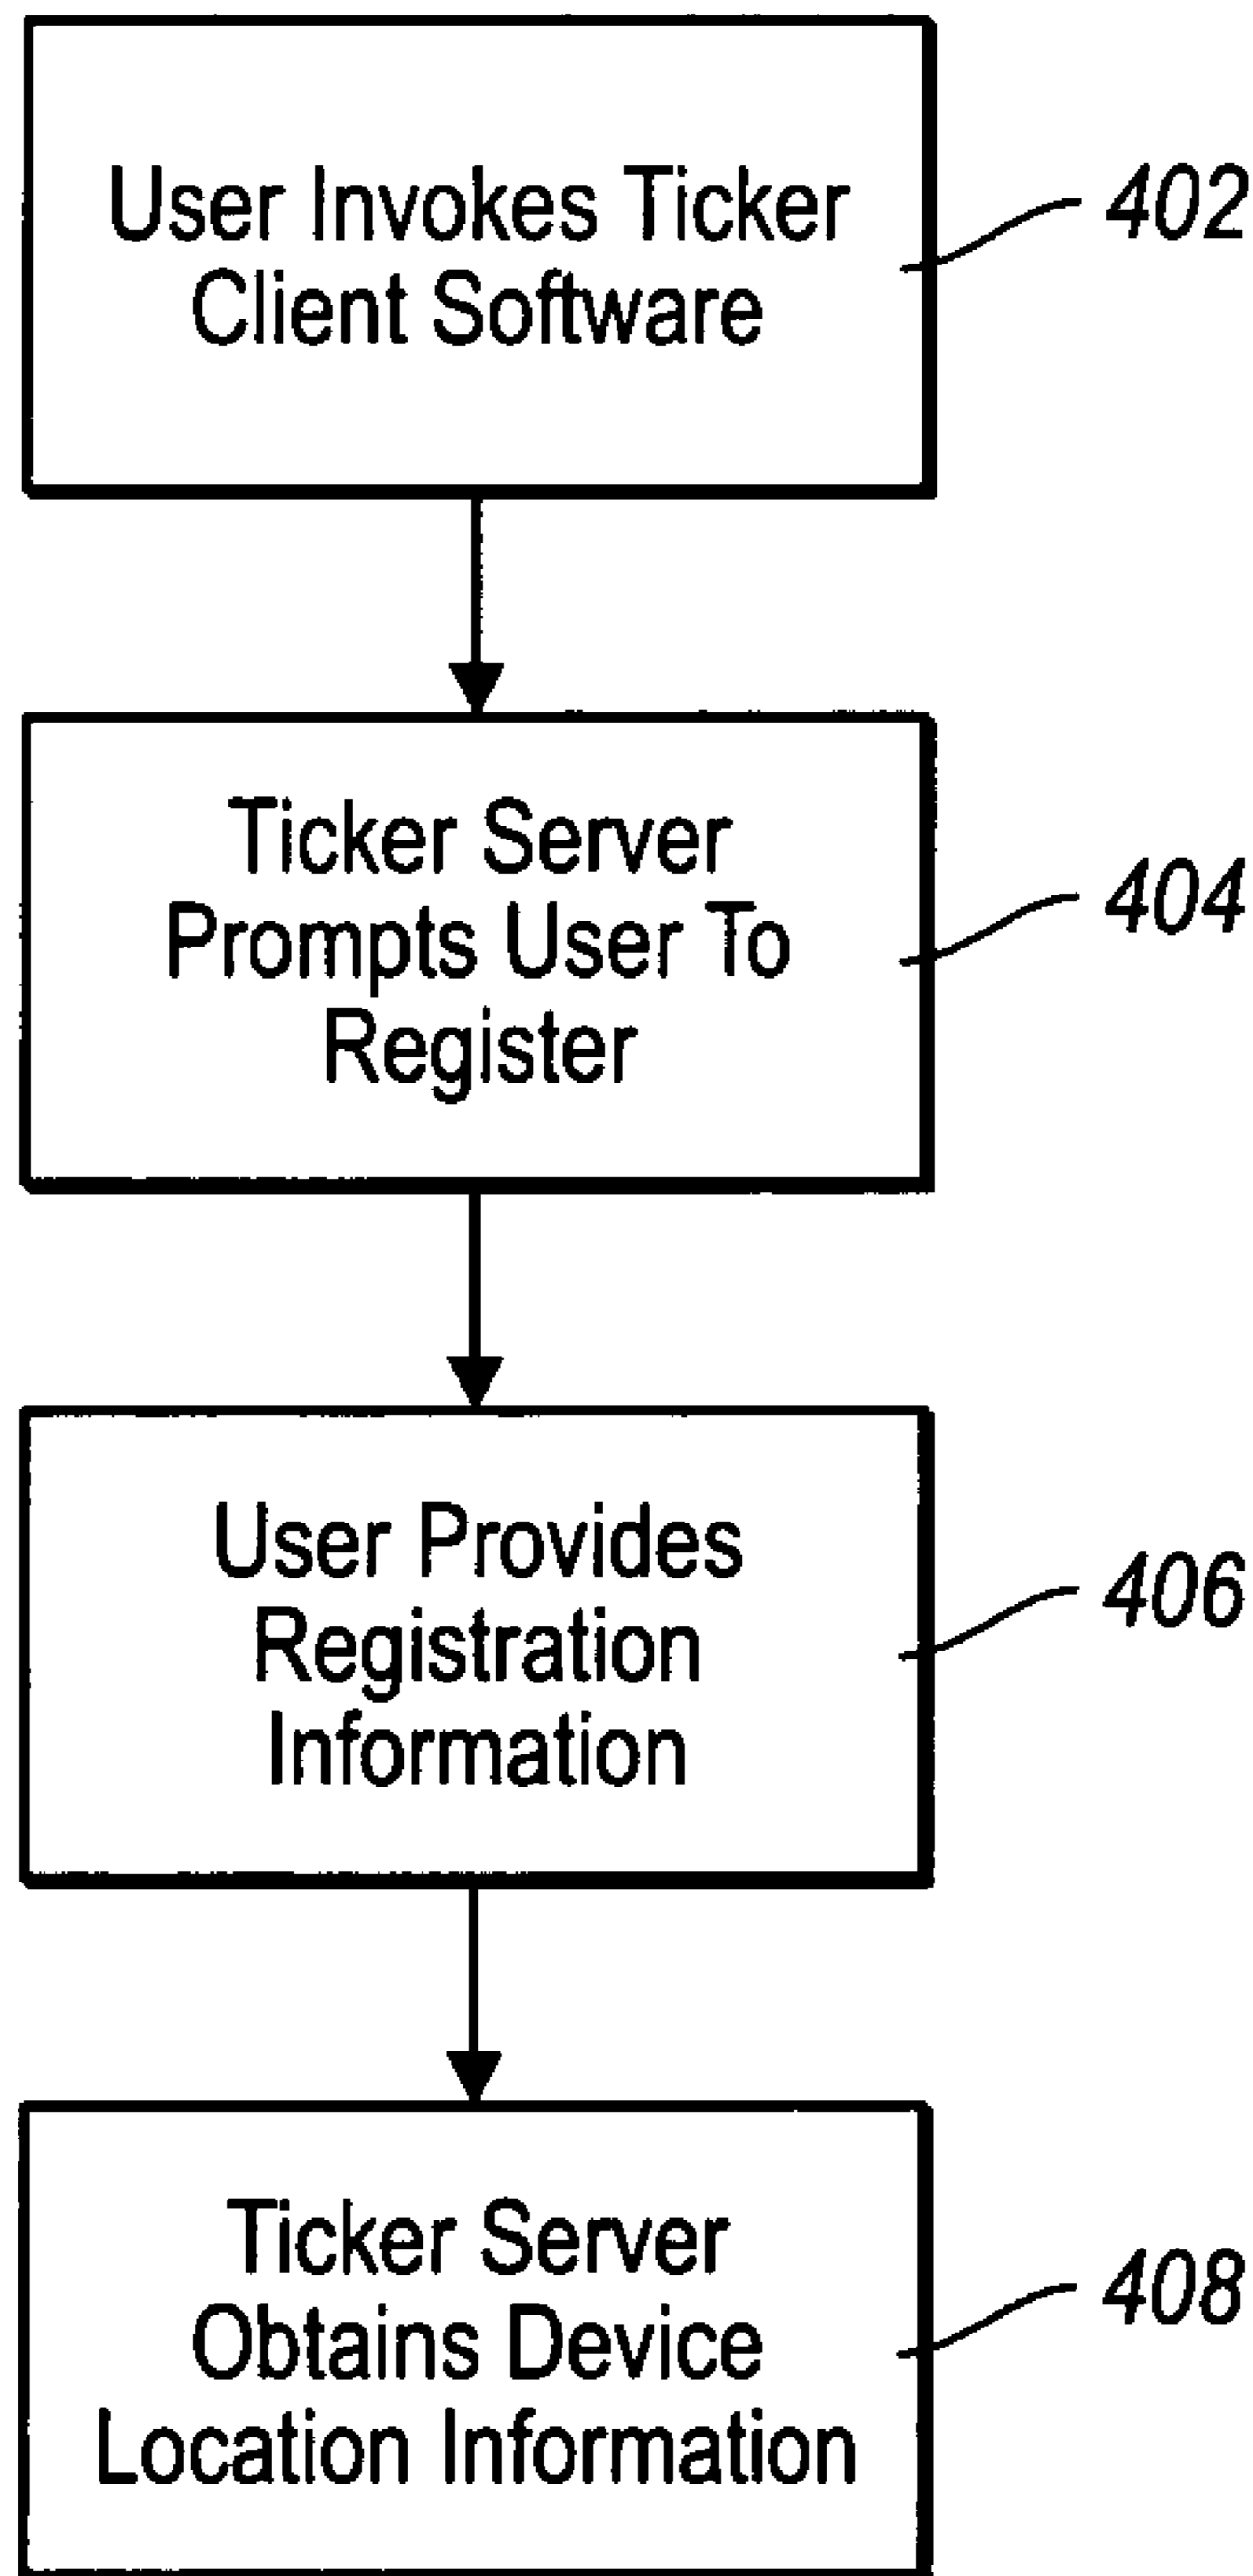 User Invokes Ticker
Client Software
402
Ticker Server
Prompts User To
Register
404
User Provides
Registration
Information
406
Ticker Server
Obtains Device
Location Information
408